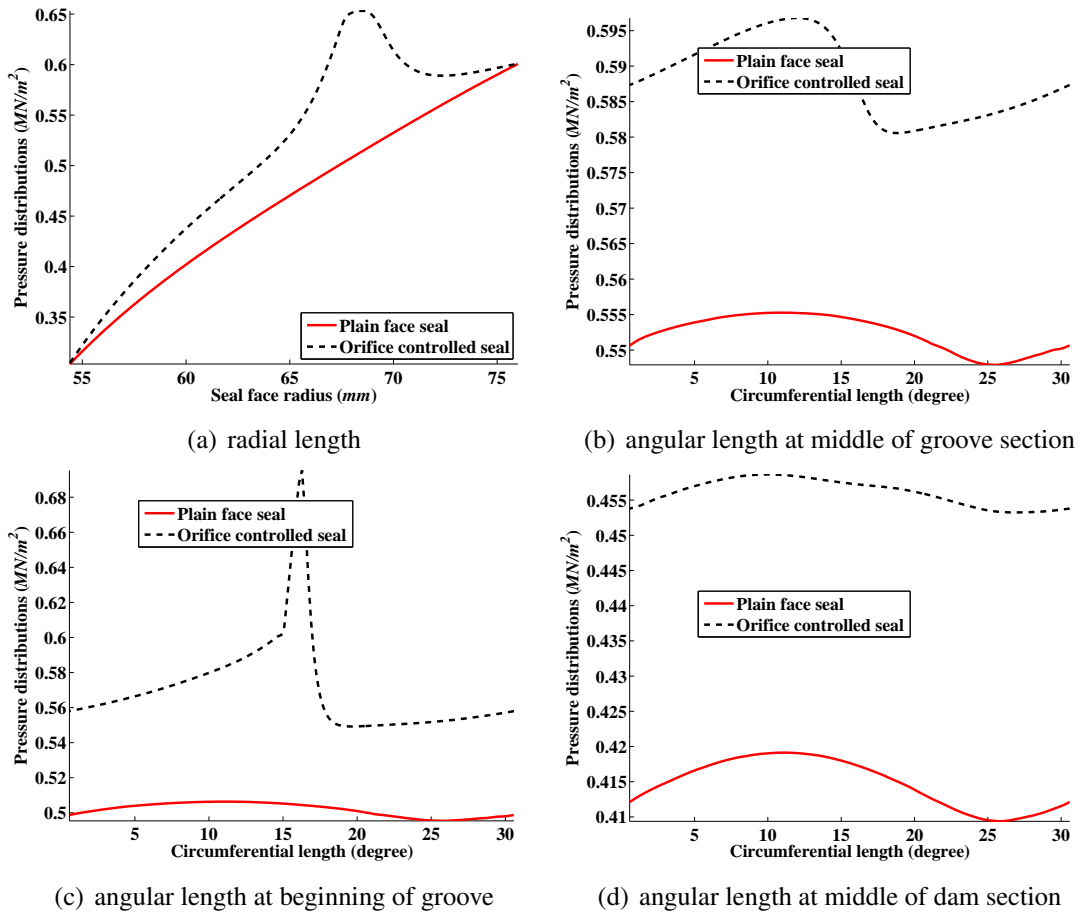 0.65
0.6
0.55
0.5
0.45
0.4
0.35
Pressure distributions (MN/m²)
Plain face seal
Orifice controlled seal
55 60 65 70 75
Seal face radius (mm)
(a) radial length
0.595
0.59
0.585
0.58
0.575
0.57
0.565
0.56
0.555
0.55
Pressure distributions (MN/m²)
Plain face seal
Orifice controlled seal
5 10 15 20 25 30
Circumferential length (degree)
(b) angular length at middle of groove section
0.68
0.66
0.64
0.62
0.6
0.58
0.56
0.54
0.52
0.5
Pressure distributions (MN/m²)
Plain face seal
Orifice controlled seal
5 10 15 20 25 30
Circumferential length (degree)
(c) angular length at beginning of groove
0.455
0.45
0.445
0.44
0.435
0.43
0.425
0.42
0.415
0.41
Pressure distributions (MN/m²)
Plain face seal
Orifice controlled seal
5 10 15 20 25 30
Circumferential length (degree)
(d) angular length at middle of dam section